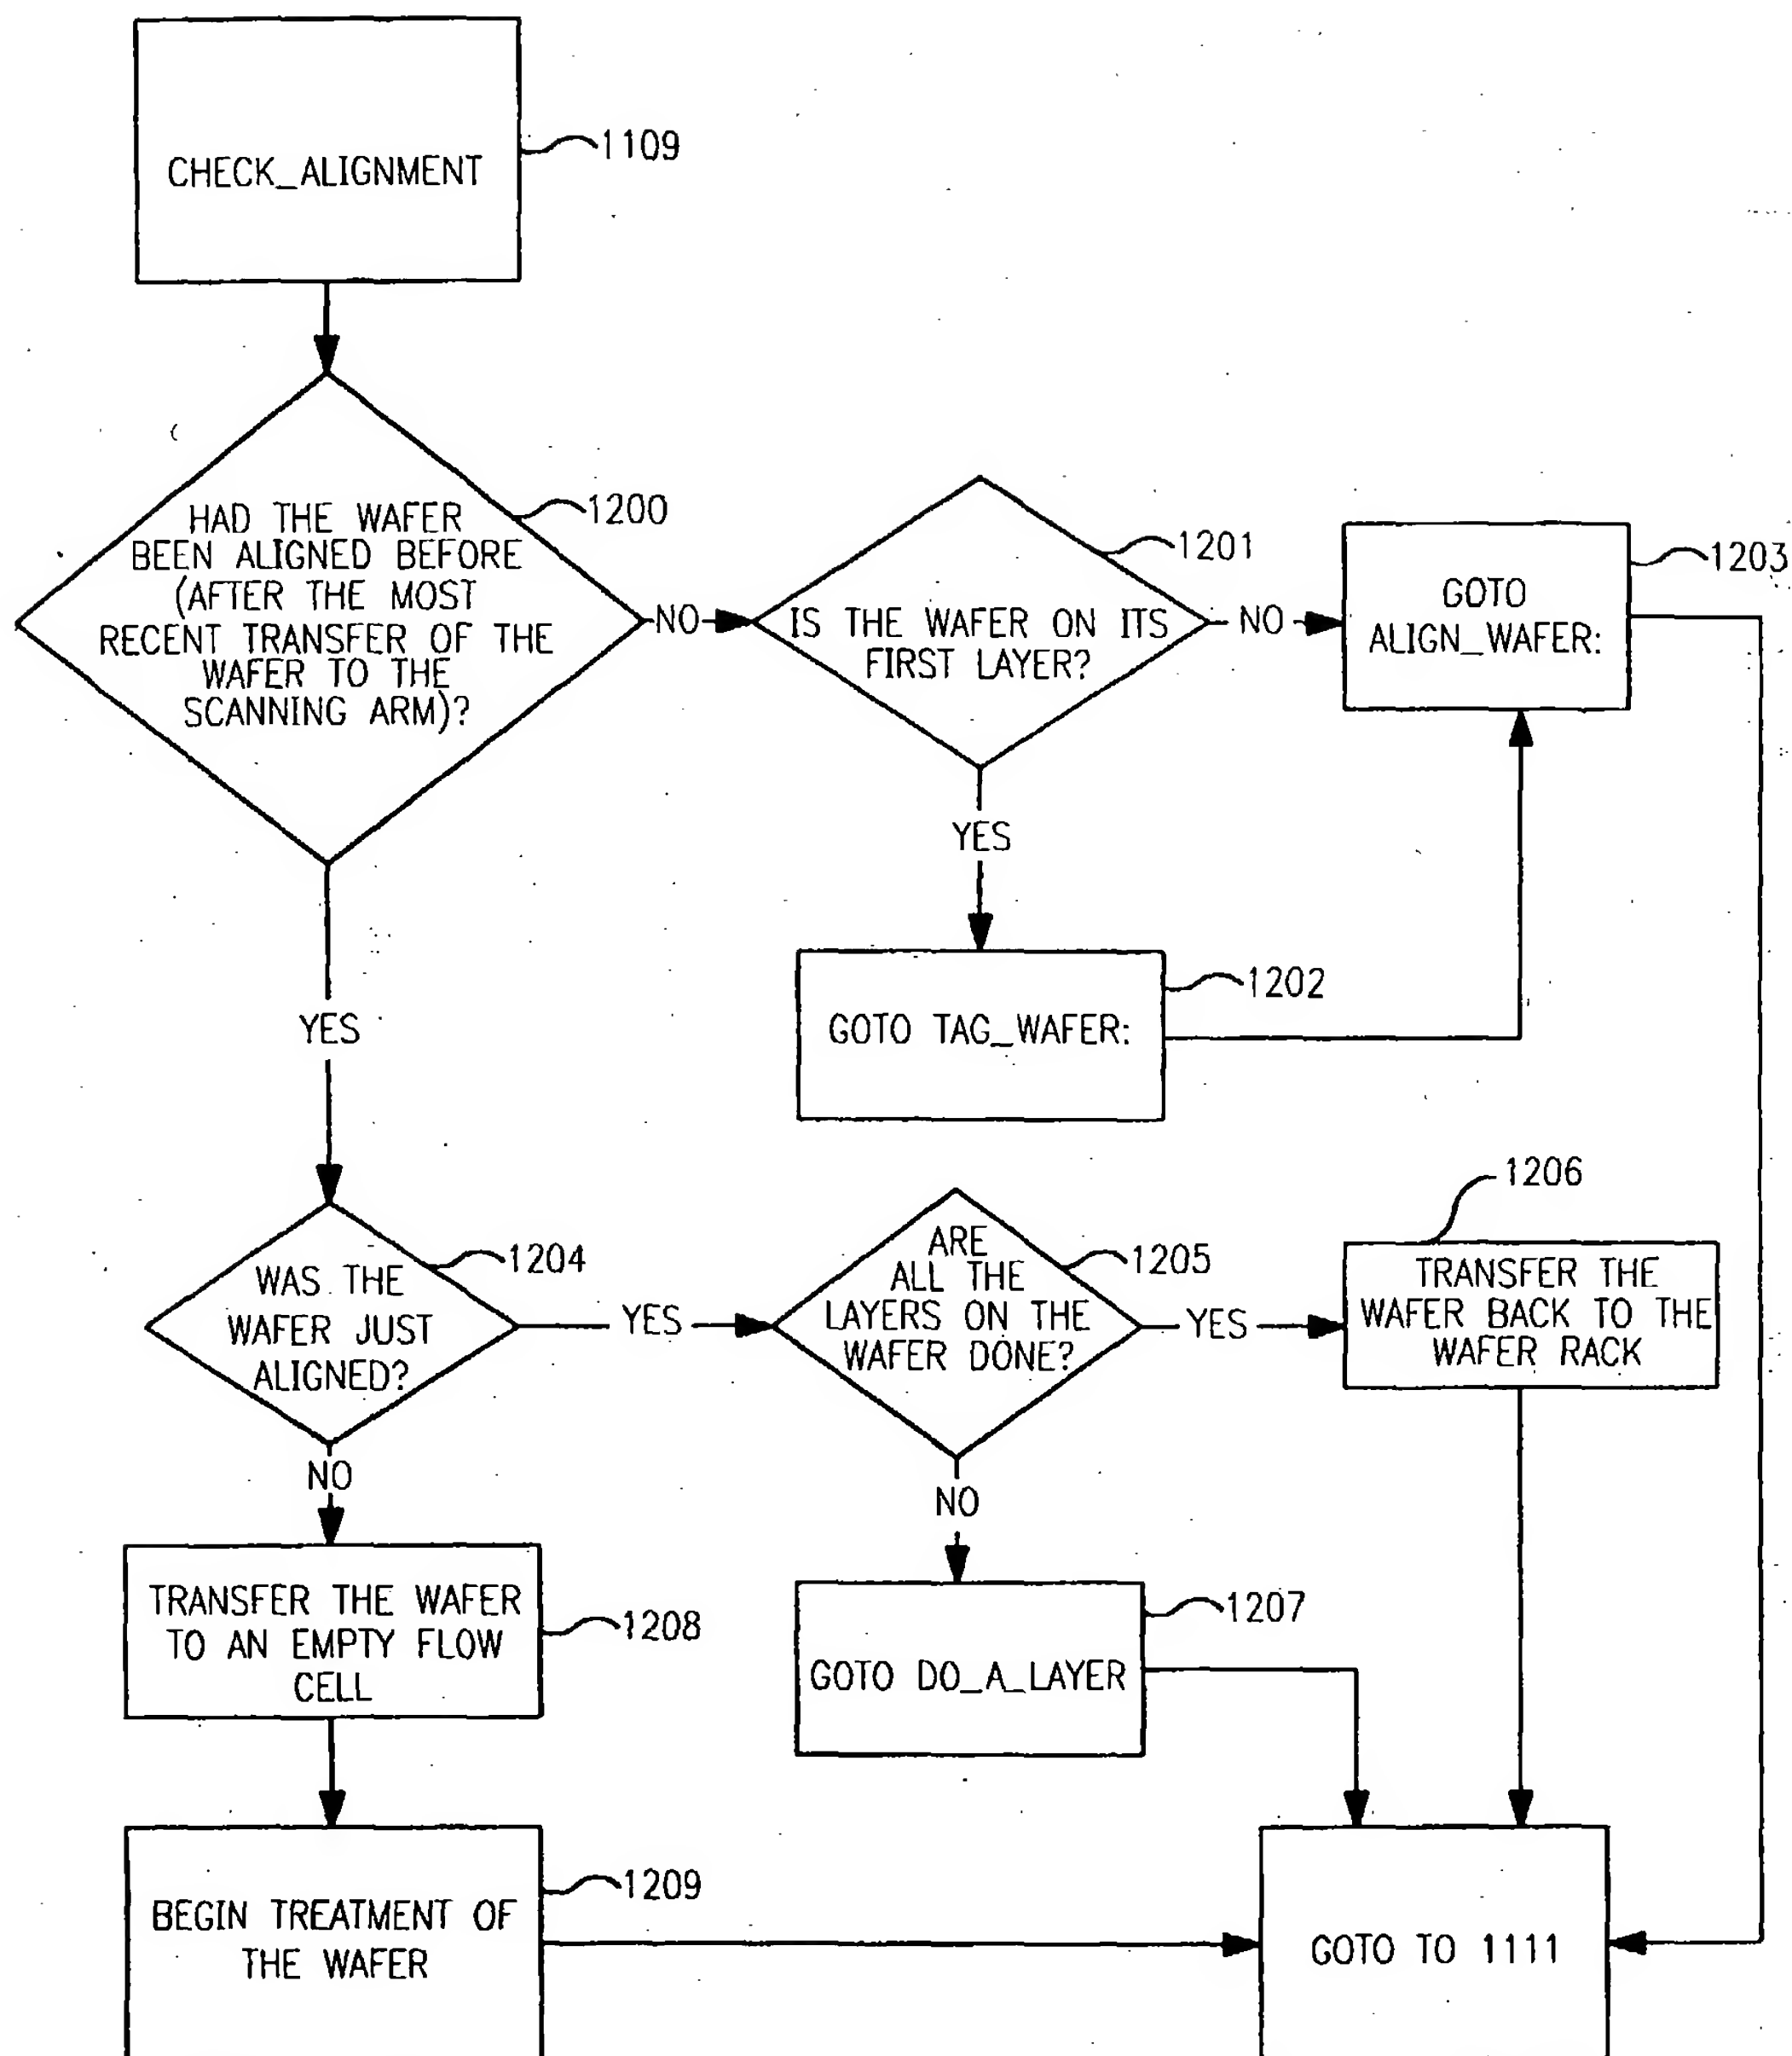 CHECK_ALIGNMENT
1109
HAD THE WAFER
BEEN ALIGNED BEFORE
(AFTER THE MOST
RECENT TRANSFER OF THE
WAFER TO THE
SCANNING ARM)?
1200
NO
IS THE WAFER ON ITS
FIRST LAYER?
1201
NO
GOTO
ALIGN_WAFER:
1203
YES
GOTO TAG_WAFER:
1202
YES
WAS THE
WAFER JUST
ALIGNED?
1204
YES
ARE
ALL THE
LAYERS ON THE
WAFER DONE?
1205
YES
TRANSFER THE
WAFER BACK TO THE
WAFER RACK
1206
NO
NO
TRANSFER THE WAFER
TO AN EMPTY FLOW
CELL
1208
GOTO DO_A_LAYER
1207
BEGIN TREATMENT OF
THE WAFER
1209
GOTO TO 1111